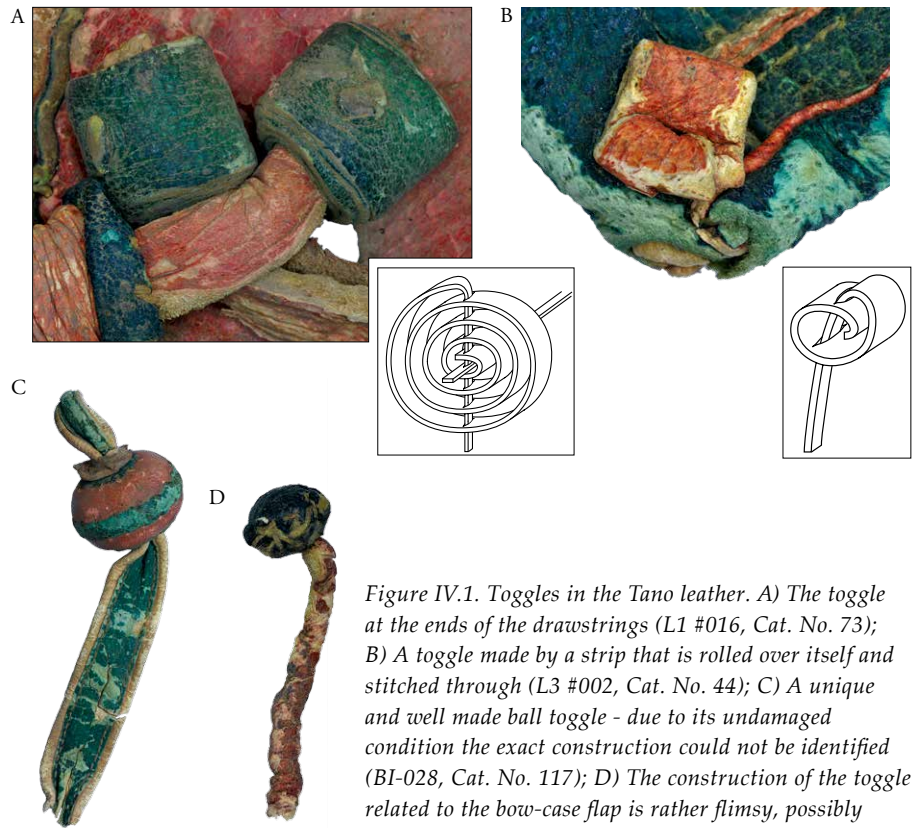 A
B
C
D
Figure IV.1. Toggles in the Tano leather. A) The toggle
at the ends of the drawstrings (L1 #016, Cat. No. 73);
B) A toggle made by a strip that is rolled over itself and
stitched through (L3 #002, Cat. No. 44); C) A unique
and well made ball toggle - due to its undamaged
condition the exact construction could not be identified
(BI-028, Cat. No. 117); D) The construction of the toggle
related to the bow-case flap is rather flimsy, possibly